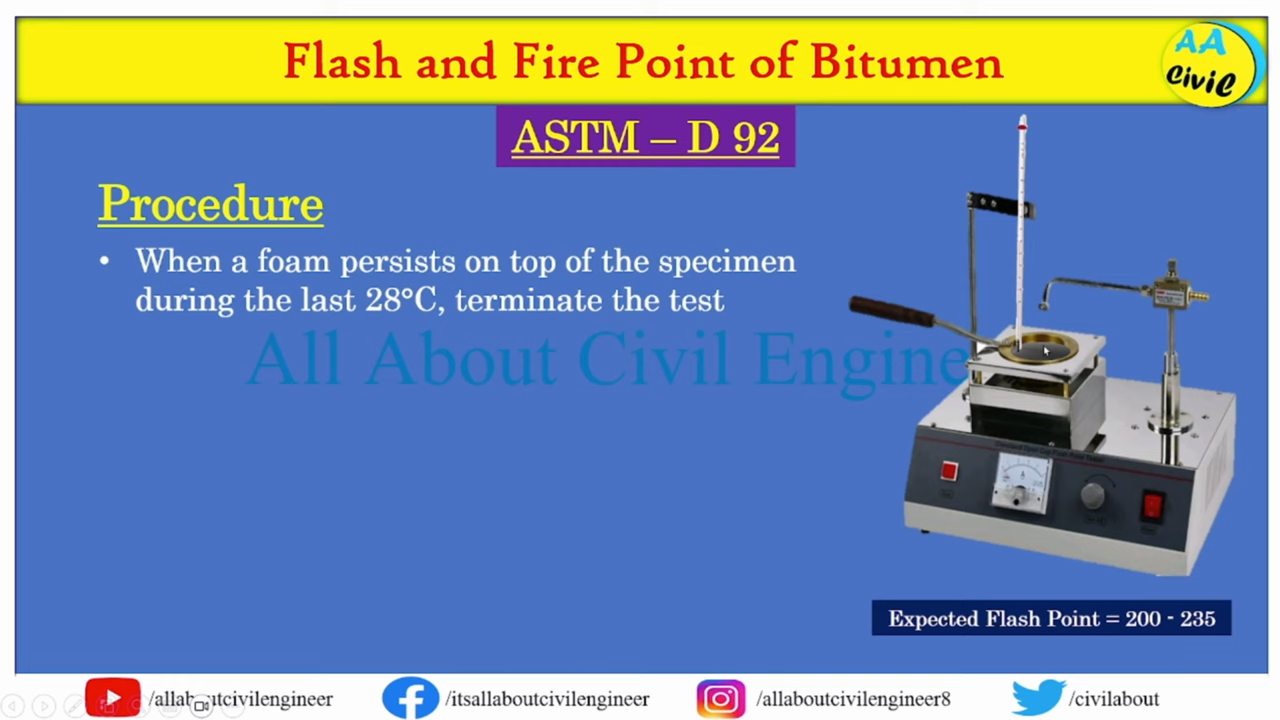 Flash and Fire Point of Bitumen
AA
Civil
ASTM – D 92
Procedure
• When a foam persists on top of the specimen
during the last 28°C, terminate the test
All About Civil Engine
Expected Flash Point = 200 - 235
/allaboutcivilengineer
/itsallaboutcivilengineer
/allaboutcivilengineer8
/civilabout